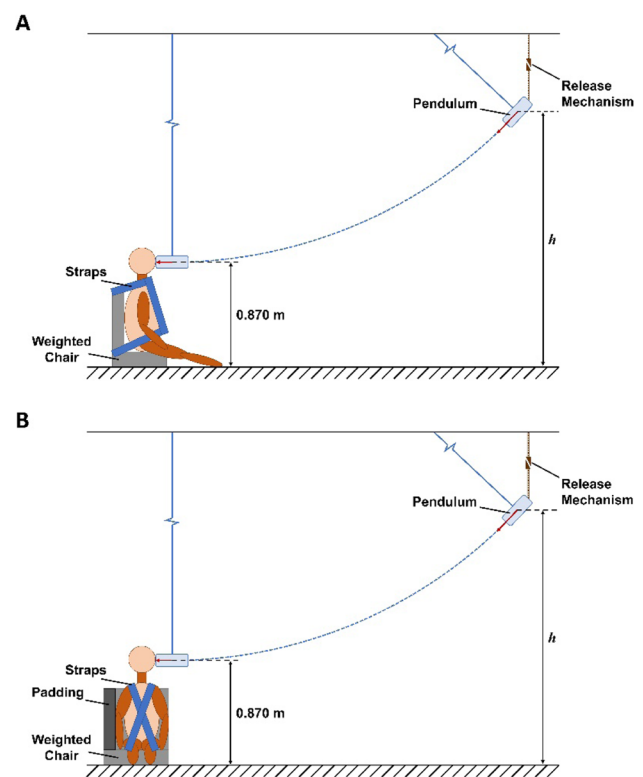 A
Release
Mechanism
Pendulum
h
Straps
0.870 m
Weighted
Chair
B
Release
Mechanism
Pendulum
h
Straps
Padding
0.870 m
Weighted
Chair